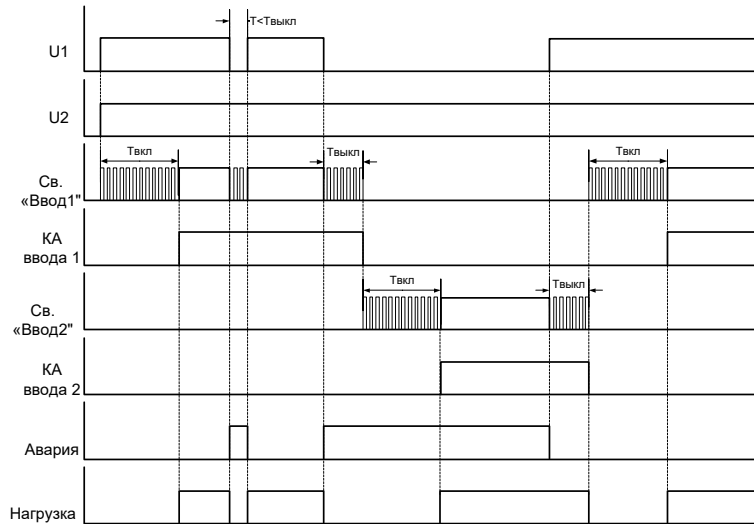 T<Твыкл
U1
U2
Твкл
Твыкл
Твкл
Св.
«Ввод1"
КА
ввода 1
Твкл
Твыкл
Св.
«Ввод2"
КА
ввода 2
Авария
Нагрузка